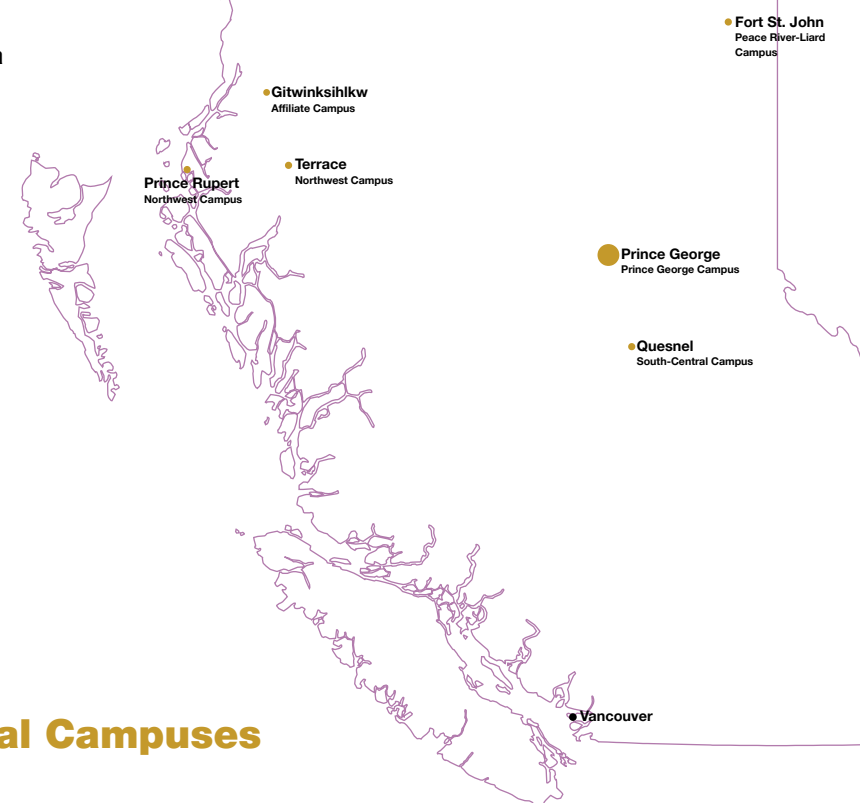 Fort St. John
Peace River-Liard
Campus
Gitwinksihlkw
Affiliate Campus
Terrace
Northwest Campus
Prince Rupert
Northwest Campus
Prince George
Prince George Campus
Quesnel
South-Central Campus
Vancouver
al Campuses